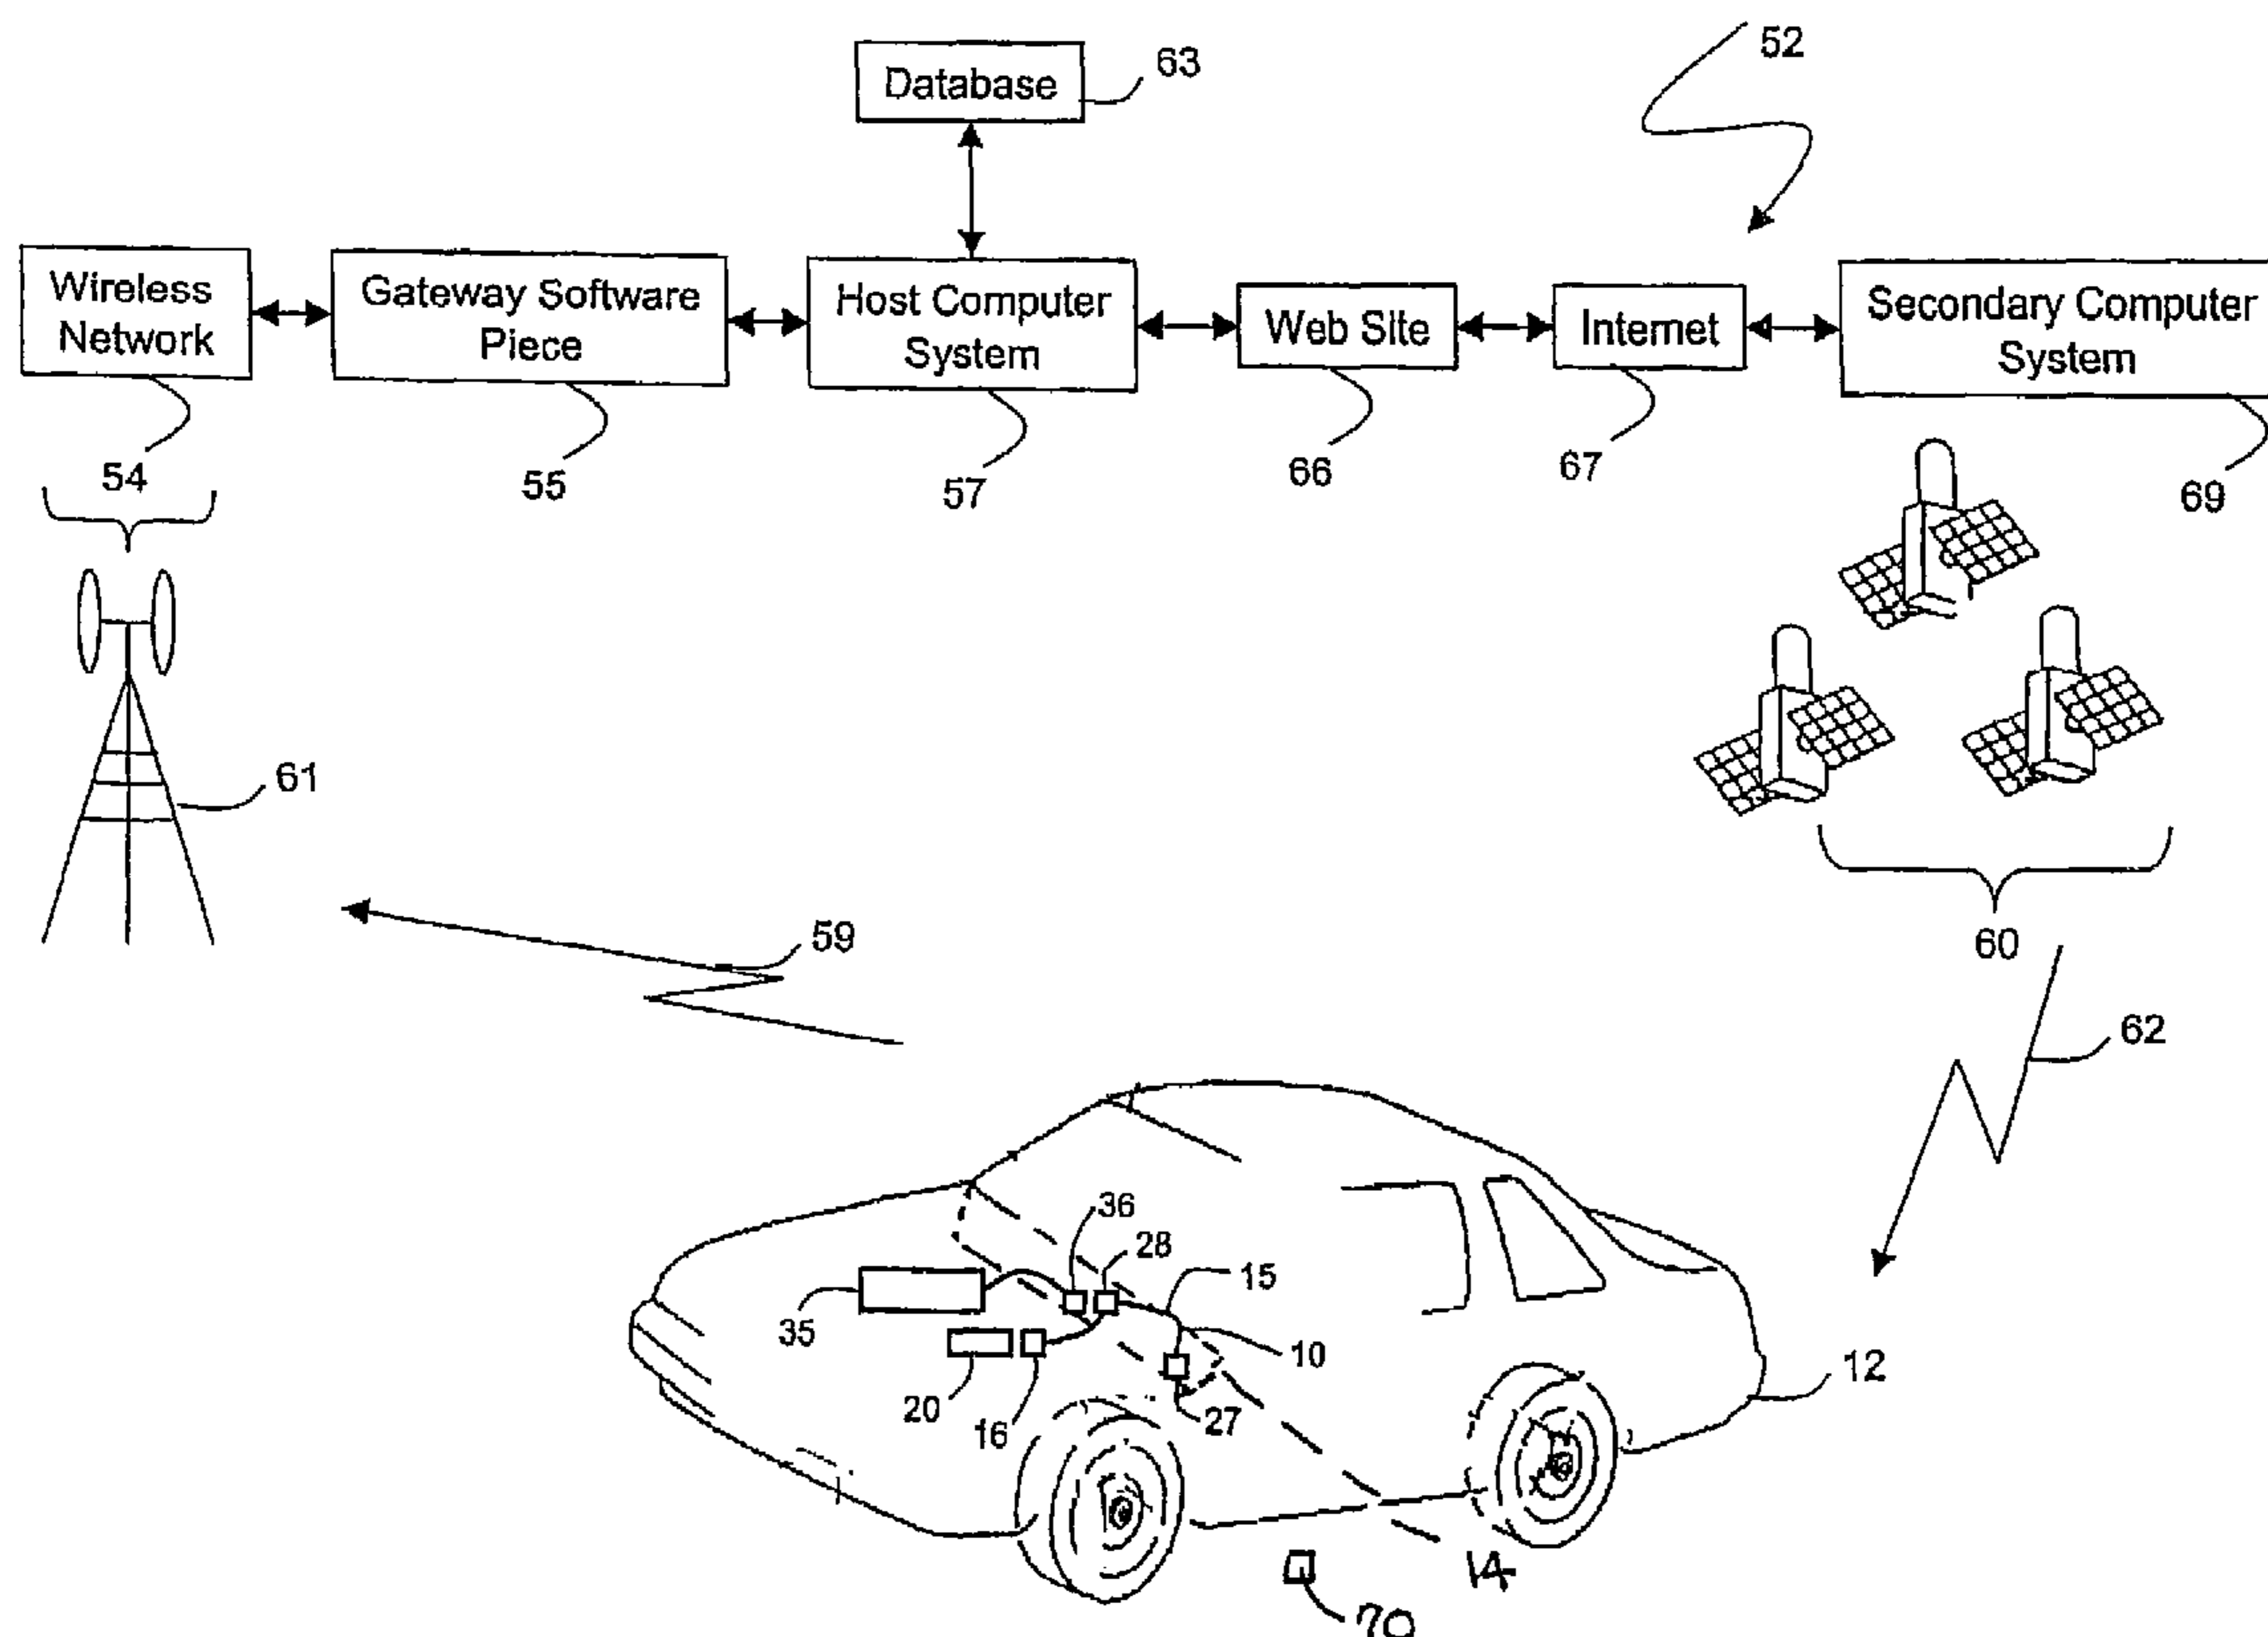 52
Database
63
Wireless
Network
Gateway Software
Piece
Host Computer
System
Web Site
Internet
Secondary Computer
System
54
55
57
66
67
69
61
59
60
62
36
28
15
35
10
12
20
16
27
14
70